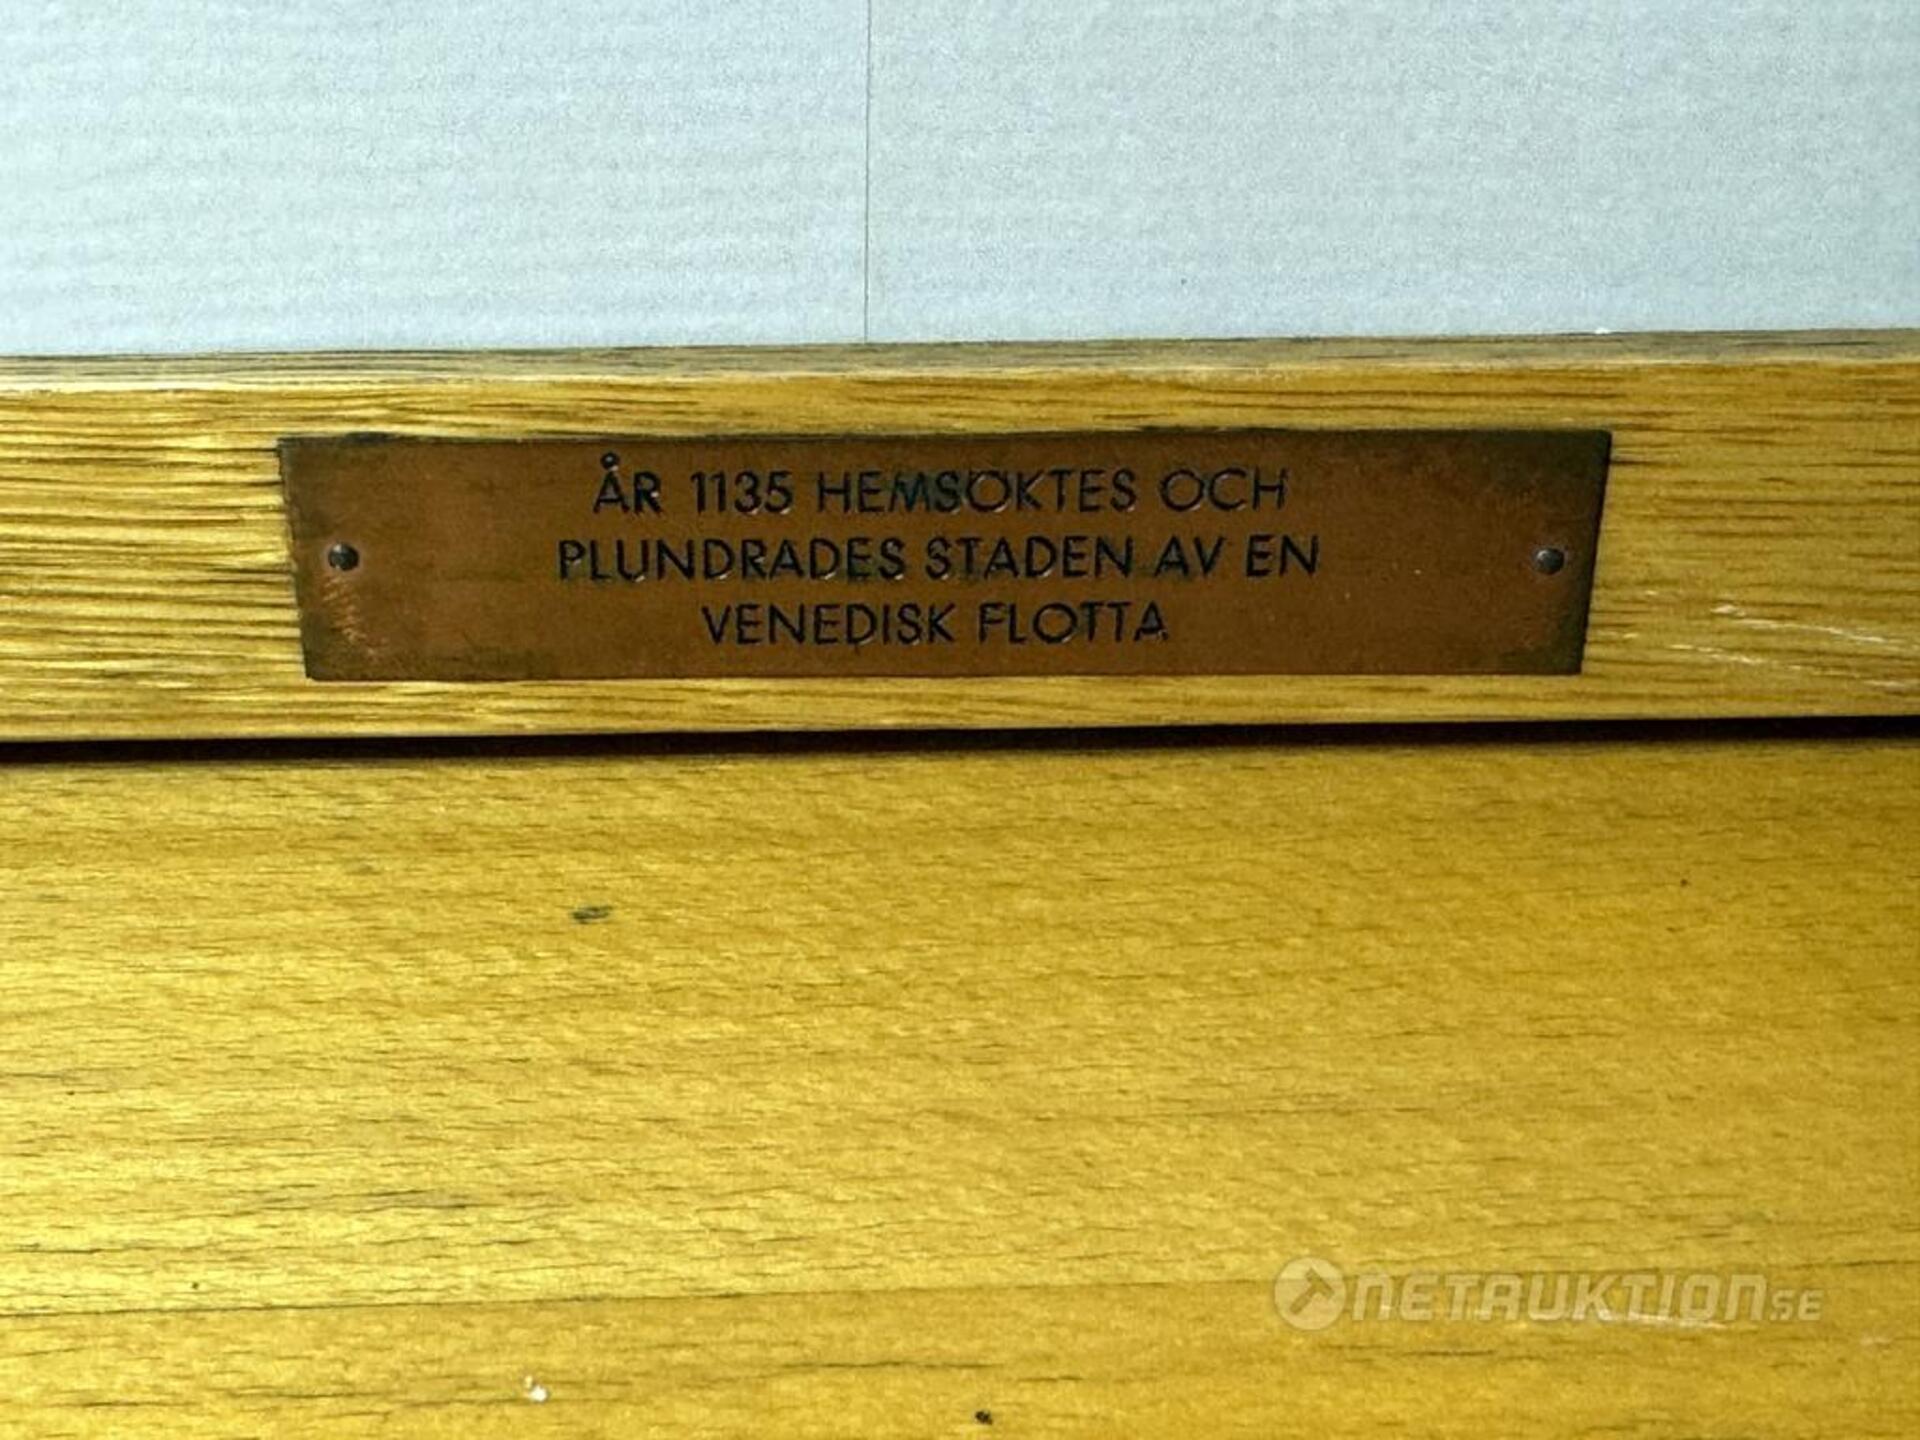 ÅR 1135 HEMSÖKTES OCH
PLUNDRADES STADEN AV EN
VENEDISK FLOTTA
NETAUKTION.SE